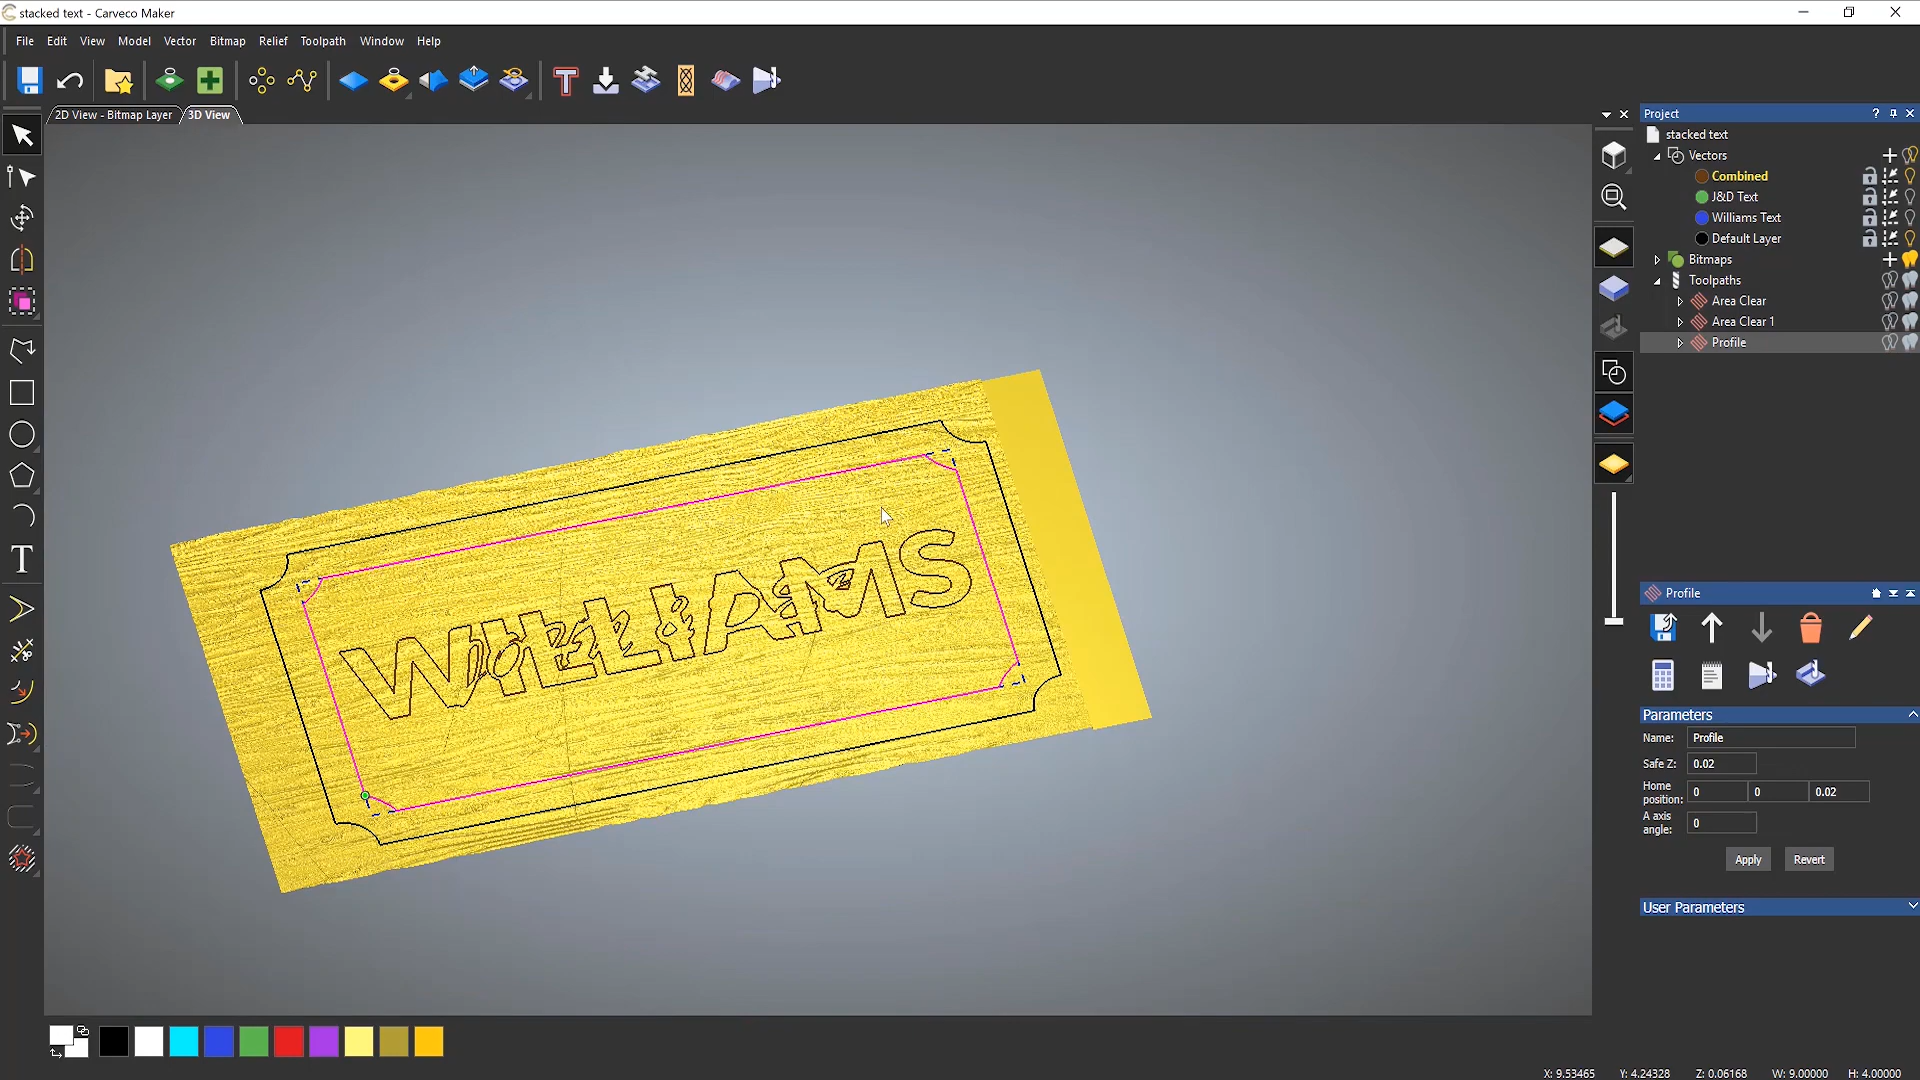 stacked text - Carveco Maker
File Edit View Model Vector Bitmap Relief Toolpath Window Help
2D View - Bitmap Layer 3D View
Project
stacked text
Vectors
Combined
J&D Text
Williams Text
Default Layer
Bitmaps
Toolpaths
Area Clear
Area Clear 1
Profile
WILLIAMS
Profile
Parameters
Name: Profile
Safe Z: 0.02
Home position: 0 0 0.02
A axis angle: 0
Apply Revert
User Parameters
X: 9.53465 Y: 4.24328 Z: 0.06168 W: 9.00000 H: 4.00000